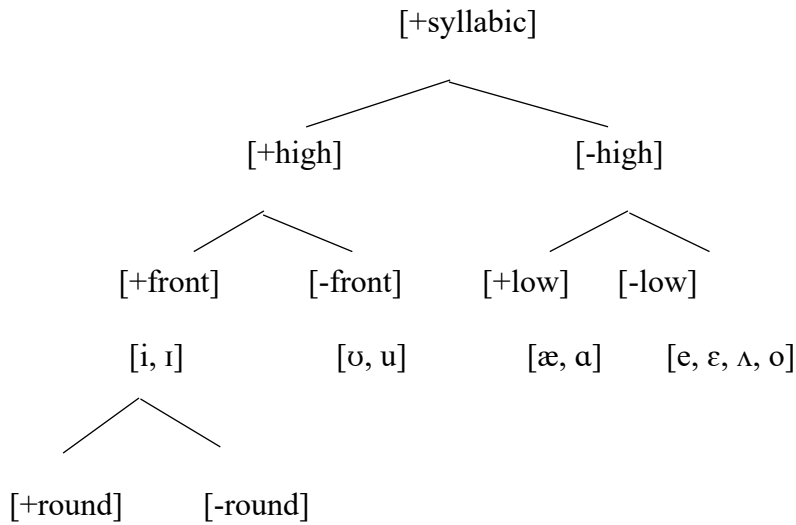 [+syllabic]
[+high] [-high]
[+front] [-front] [+low] [-low]
[i, ɪ] [ʊ, u] [æ, ɑ] [e, ɛ, ʌ, o]
[+round] [-round]